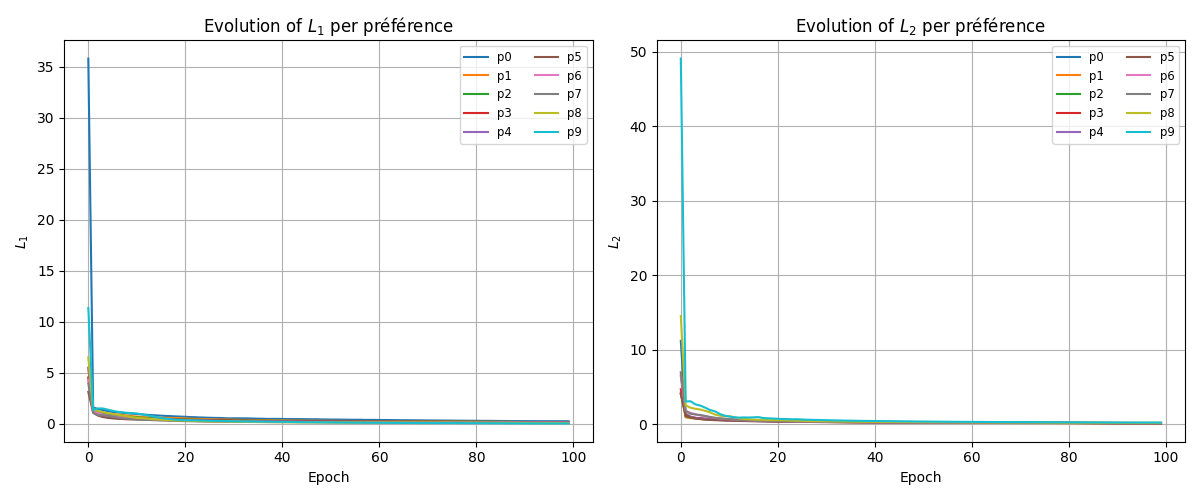 Evolution of L₁ per préférence
35
30
25
20
15
10
5
0
L₁
0 20 40 60 80 100
Epoch
p0 p5
p1 p6
p2 p7
p3 p8
p4 p9
Evolution of L₂ per préférence
50
40
30
20
10
0
L₂
0 20 40 60 80 100
Epoch
p0 p5
p1 p6
p2 p7
p3 p8
p4 p9